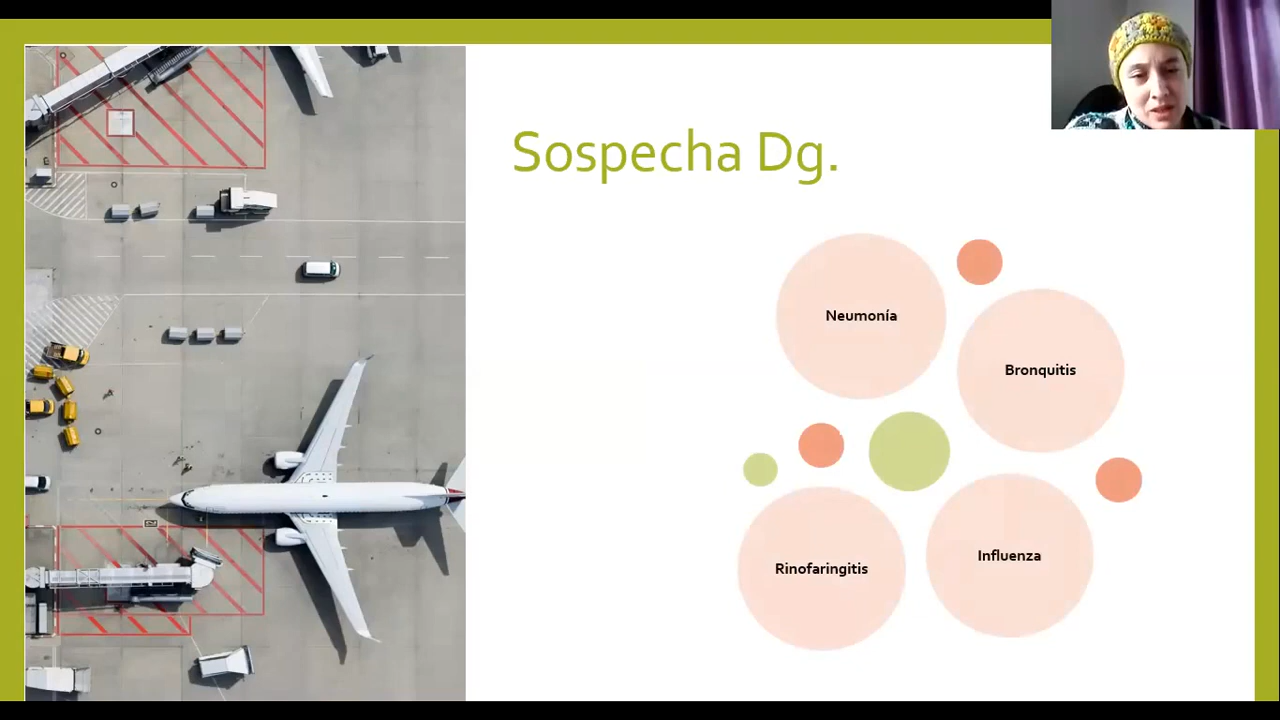 Sospecha Dg.
Neumonía
Bronquitis
Rinofaringitis
Influenza